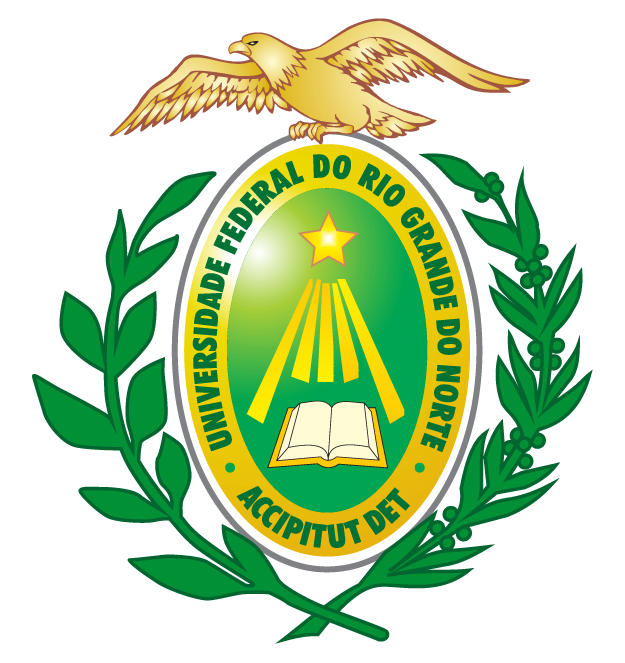 UNIVERSIDADE FEDERAL DO RIO GRANDE DO NORTE
ACCIPITUT DET